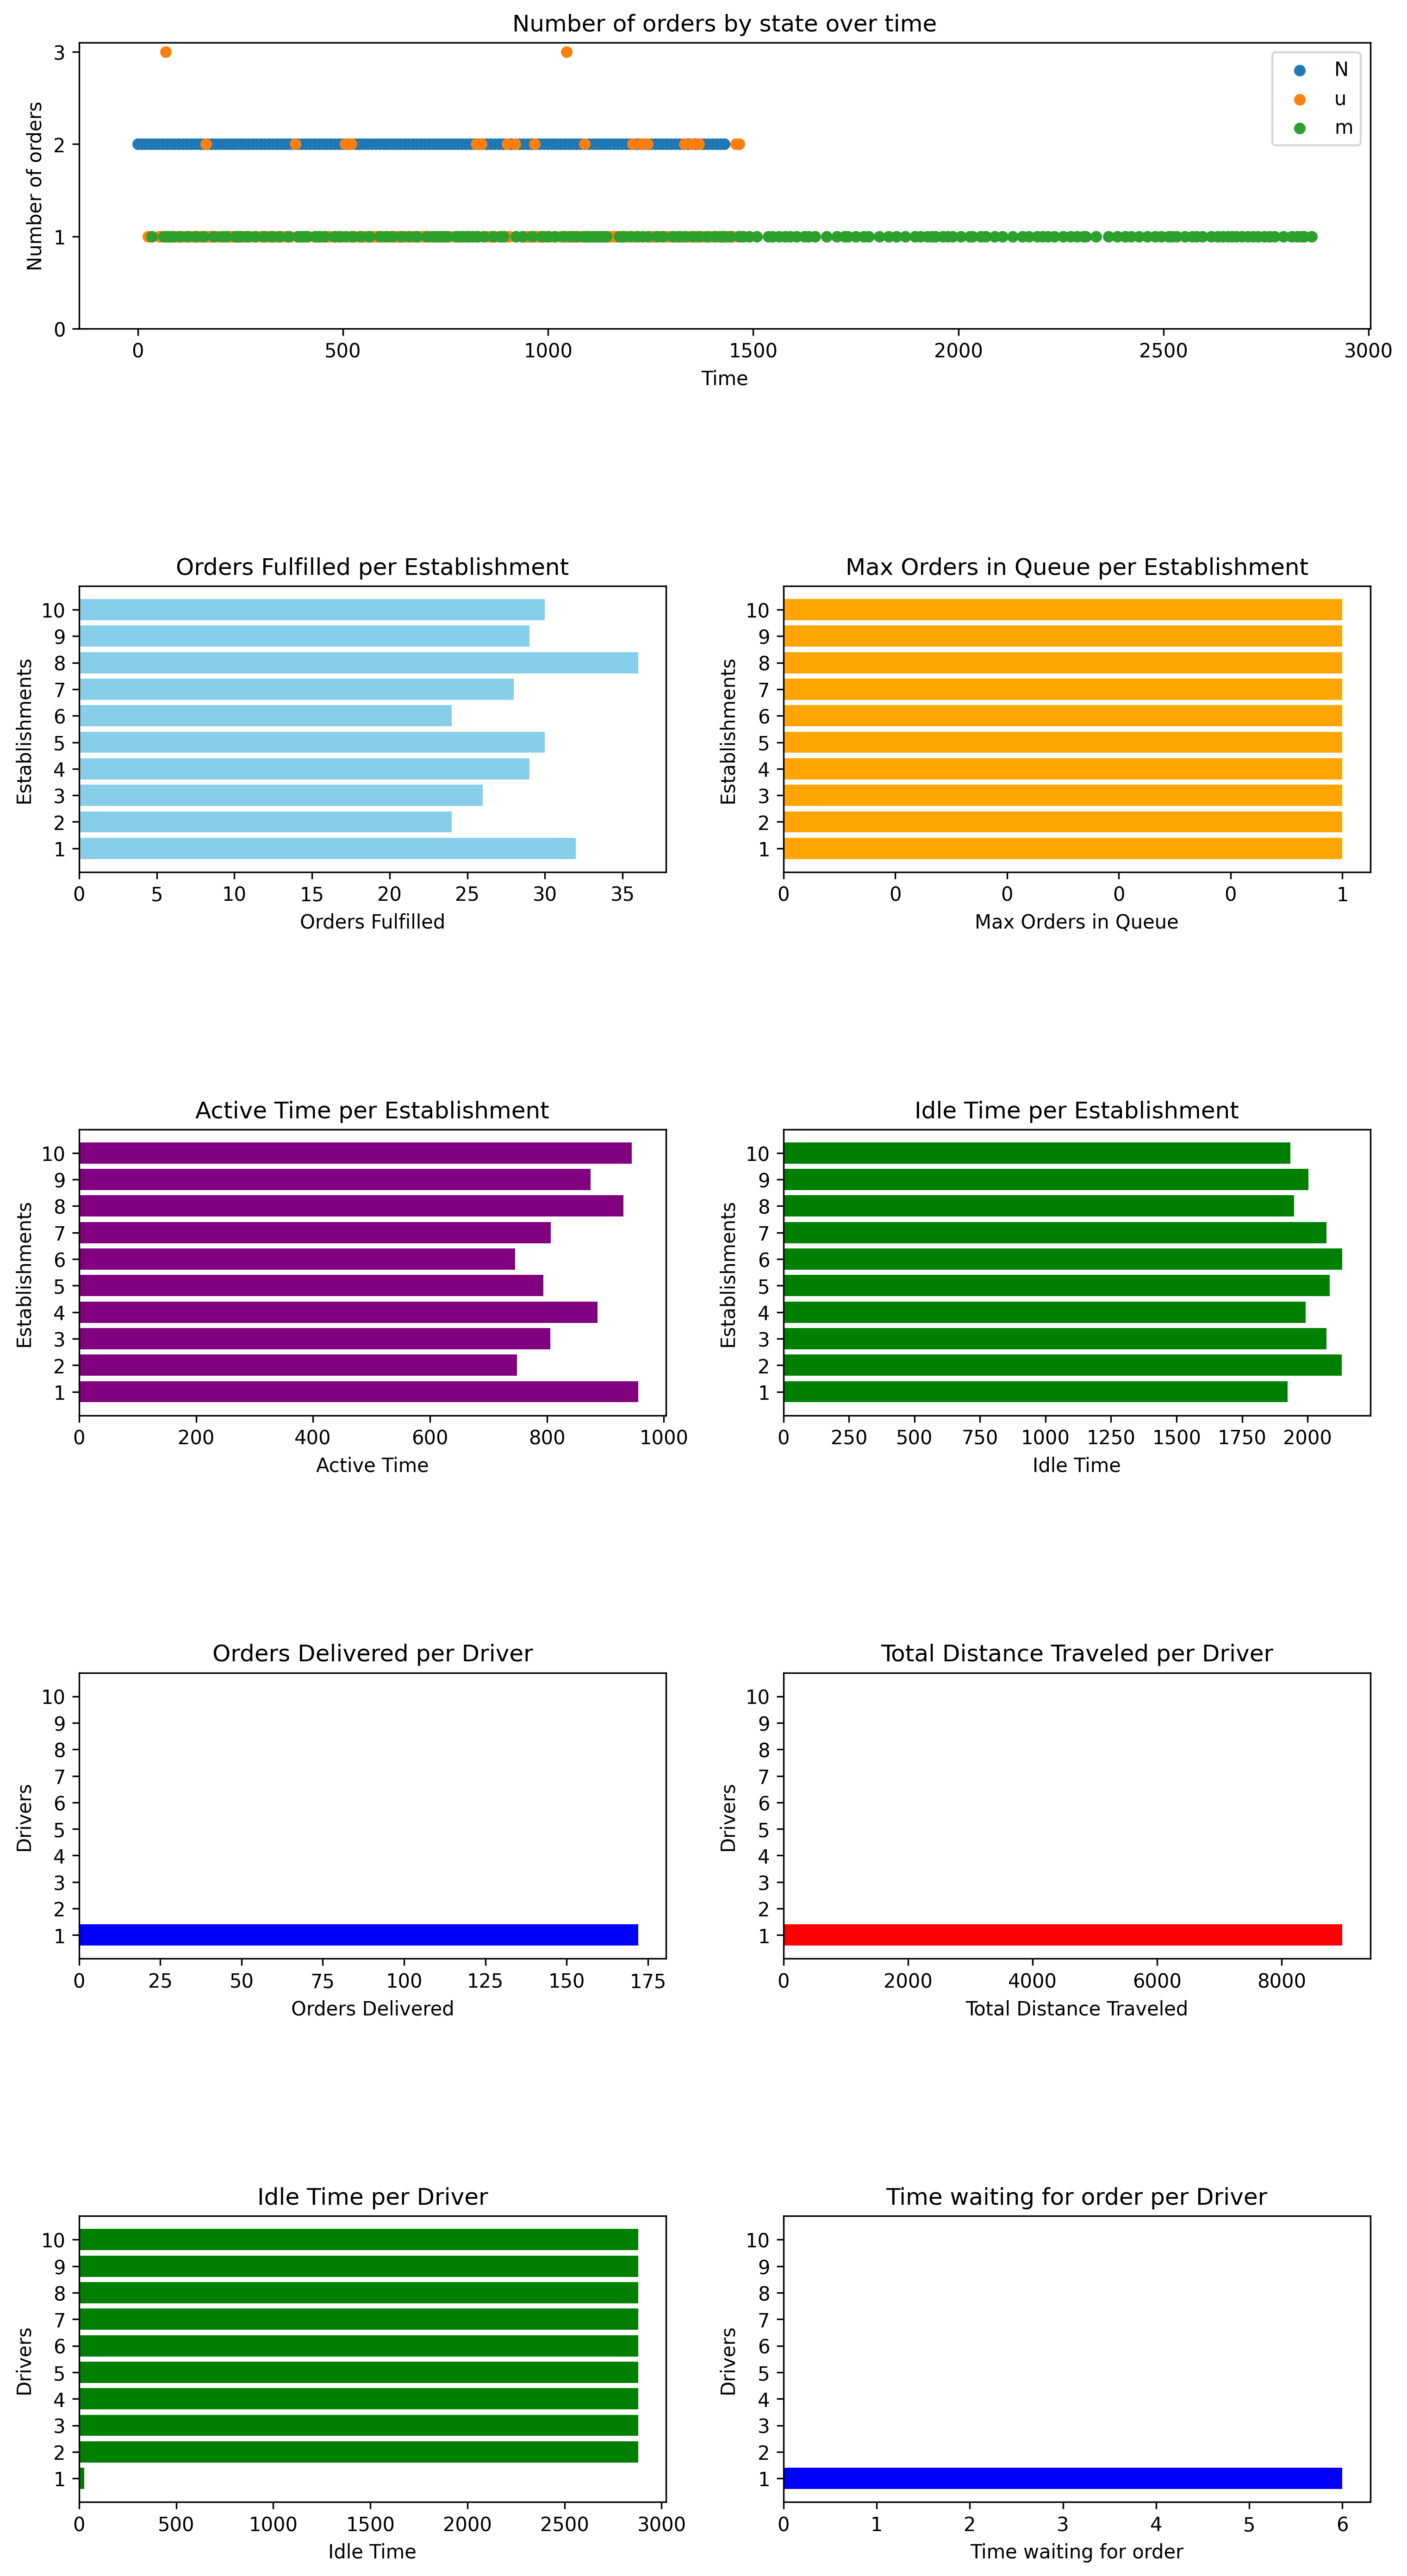 Number of orders by state over time
Number of orders
3
2
1
0
N
u
m
0 500 1000 1500 2000 2500 3000
Time
Orders Fulfilled per Establishment
Establishments
10
9
8
7
6
5
4
3
2
1
0 5 10 15 20 25 30 35
Orders Fulfilled
Max Orders in Queue per Establishment
Establishments
10
9
8
7
6
5
4
3
2
1
0 0 0 0 0 1
Max Orders in Queue
Active Time per Establishment
Establishments
10
9
8
7
6
5
4
3
2
1
0 200 400 600 800 1000
Active Time
Idle Time per Establishment
Establishments
10
9
8
7
6
5
4
3
2
1
0 250 500 750 1000 1250 1500 1750 2000
Idle Time
Orders Delivered per Driver
Drivers
10
9
8
7
6
5
4
3
2
1
0 25 50 75 100 125 150 175
Orders Delivered
Total Distance Traveled per Driver
Drivers
10
9
8
7
6
5
4
3
2
1
0 2000 4000 6000 8000
Total Distance Traveled
Idle Time per Driver
Drivers
10
9
8
7
6
5
4
3
2
1
0 500 1000 1500 2000 2500 3000
Idle Time
Time waiting for order per Driver
Drivers
10
9
8
7
6
5
4
3
2
1
0 1 2 3 4 5 6
Time waiting for order